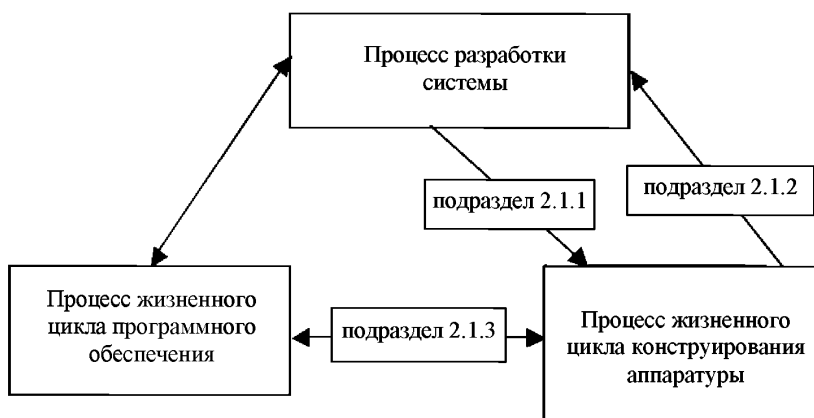 Процесс разработки
системы
подраздел 2.1.1
подраздел 2.1.2
Процесс жизненного
цикла программного
обеспечения
подраздел 2.1.3
Процесс жизненного
цикла конструирования
аппаратуры